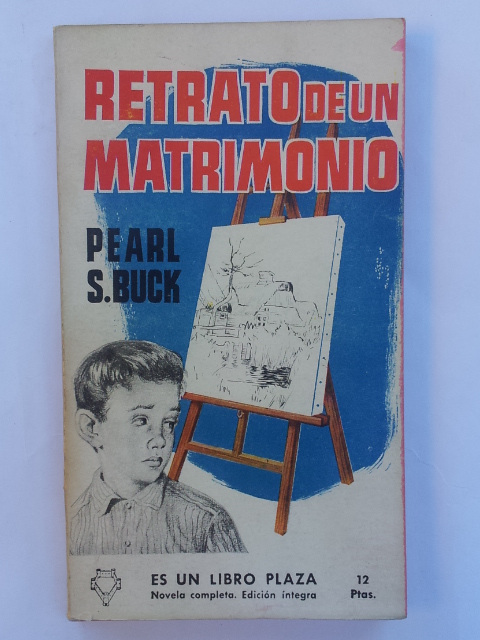 RETRATO DE UN
MATRIMONIO
PEARL
S. BUCK
ES UN LIBRO PLAZA
Novela completa. Edición íntegra
12
Ptas.